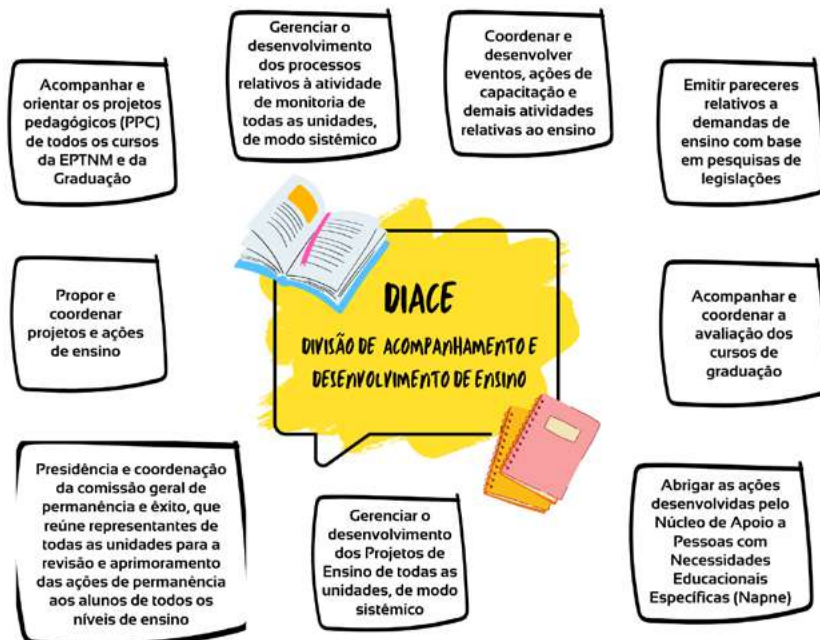 Acompanhar e
orientar os projetos
pedagógicos (PPC)
de todos os cursos
da EPTNM e da
Graduação
Gerenciar o
desenvolvimento
dos processos
relativos à atividade
de monitoria de
todas as unidades,
de modo sistêmico
Coordenar e
desenvolver
eventos, ações de
capacitação e
demais atividades
relativas ao ensino
Emitir pareceres
relativos a
demandas de
ensino com base
em pesquisas de
legislações
Propor e
coordenar
projetos e ações
de ensino
DIACE
DIVISÃO DE ACOMPANHAMENTO E
DESENVOLVIMENTO DE ENSINO
Acompanhar e
coordenar a
avaliação dos
cursos de
graduação
Presidência e coordenação
da comissão geral de
permanência e êxito, que
reúne representantes de
todas as unidades para a
revisão e aprimoramento
das ações de permanência
aos alunos de todos os
níveis de ensino
Gerenciar o
desenvolvimento
dos Projetos de
Ensino de todas as
unidades, de modo
sistêmico
Abrigar as ações
desenvolvidas pelo
Núcleo de Apoio a
Pessoas com
Necessidades
Educacionais
Específicas (Napne)